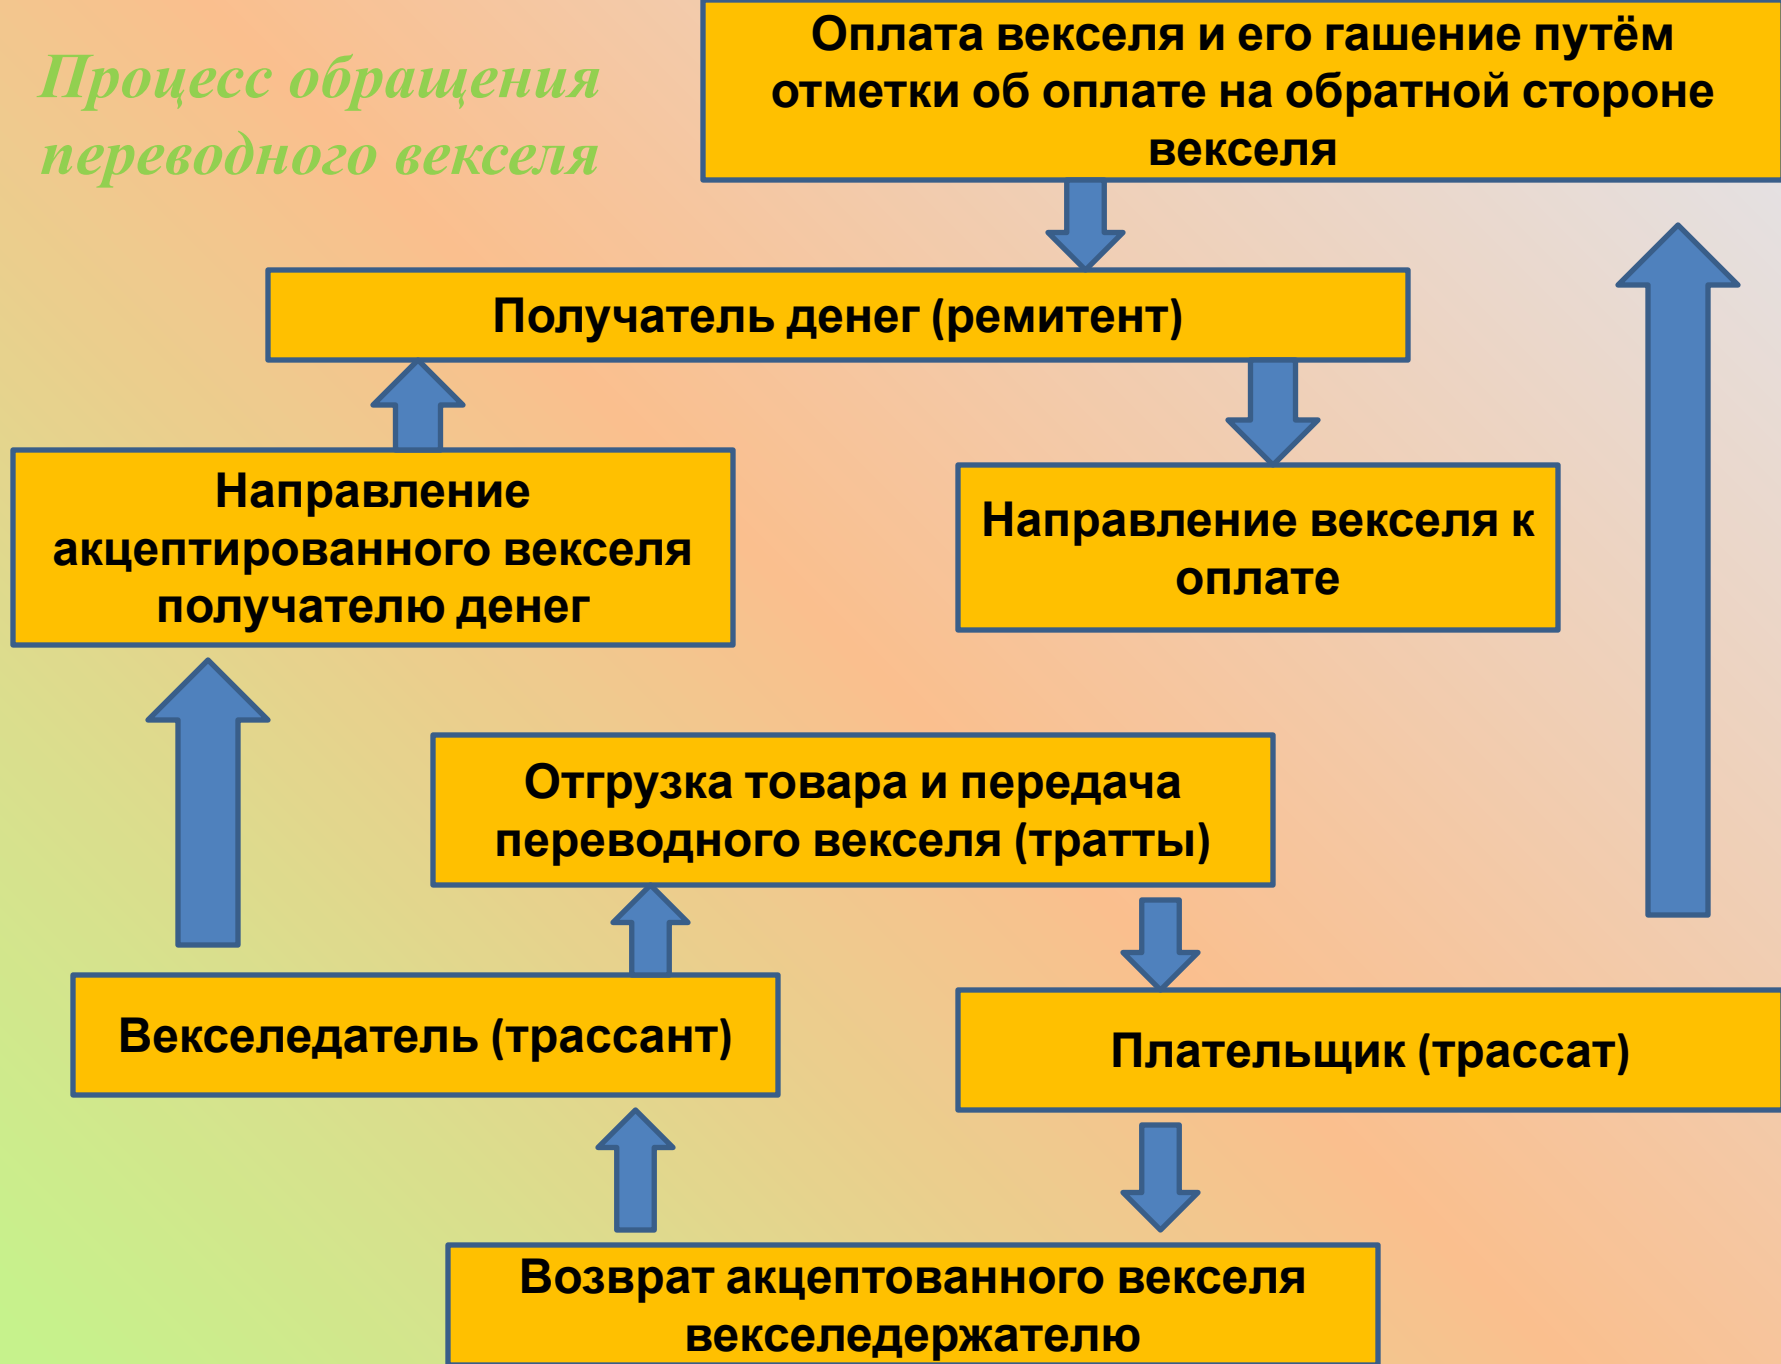 Процесс обращения
переводного векселя
Оплата векселя и его гашение путём
отметки об оплате на обратной стороне
векселя
Получатель денег (ремитент)
Направление
акцептированного векселя
получателю денег
Направление векселя к
оплате
Отгрузка товара и передача
переводного векселя (тратты)
Векселедатель (трассант)
Плательщик (трассат)
Возврат акцептованного векселя
векселедержателю